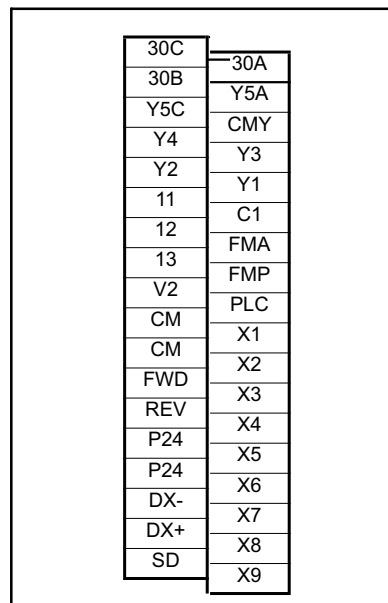 30C
30A
30B
Y5A
Y5C
CMY
Y4
Y3
Y2
Y1
11
C1
12
FMA
13
FMP
V2
PLC
CM
X1
CM
X2
FWD
X3
REV
X4
P24
X5
P24
X6
DX-
X7
DX+
X8
SD
X9